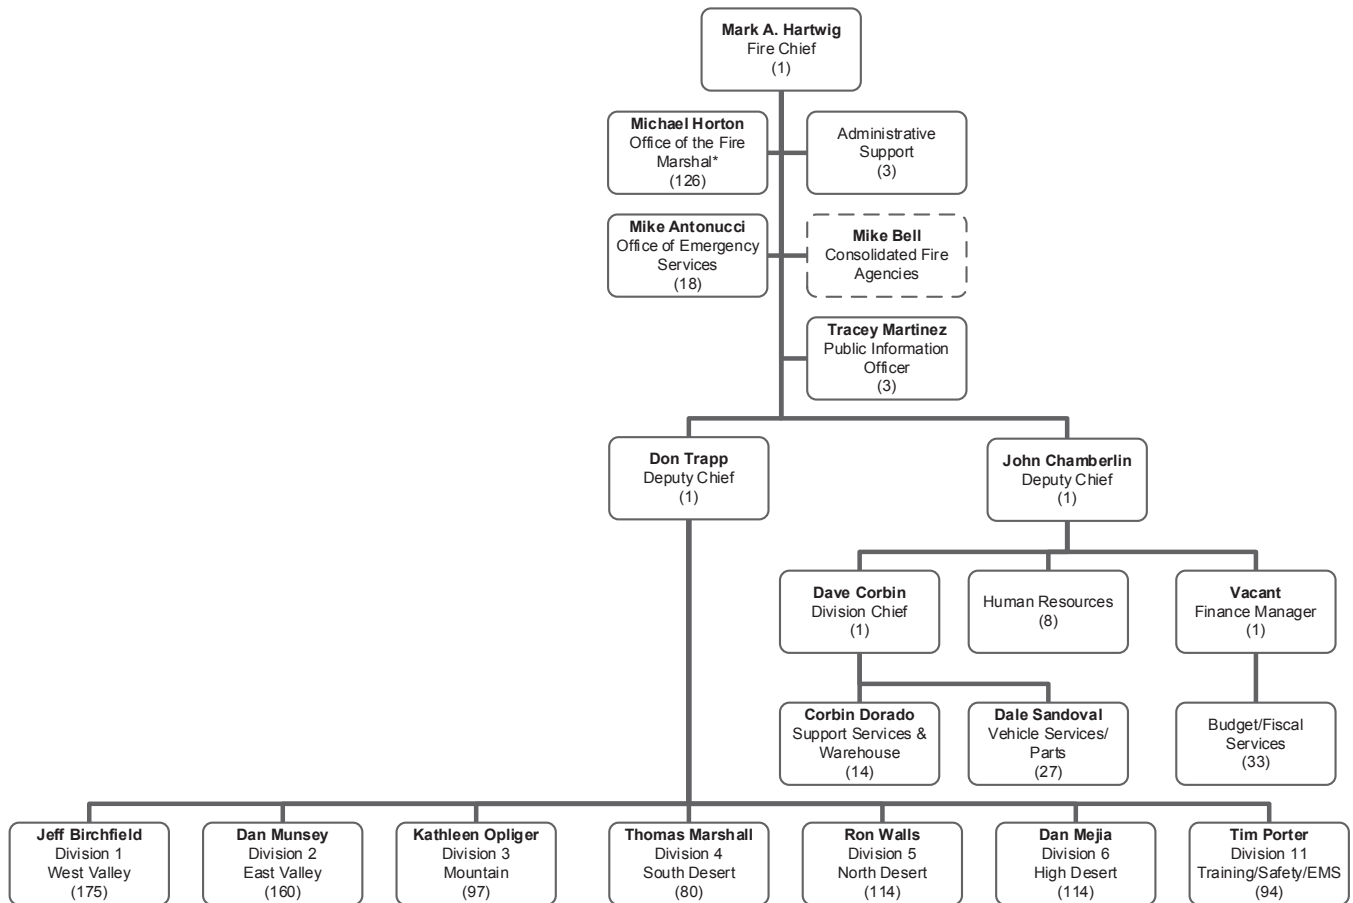 Mark A. Hartwig
Fire Chief
(1)
Michael Horton
Office of the Fire
Marshal*
(126)
Administrative
Support
(3)
Mike Antonucci
Office of Emergency
Services
(18)
Mike Bell
Consolidated Fire
Agencies
Tracey Martinez
Public Information
Officer
(3)
Don Trapp
Deputy Chief
(1)
John Chamberlin
Deputy Chief
(1)
Dave Corbin
Division Chief
(1)
Human Resources
(8)
Vacant
Finance Manager
(1)
Corbin Dorado
Support Services &
Warehouse
(14)
Dale Sandoval
Vehicle Services/
Parts
(27)
Budget/Fiscal
Services
(33)
Jeff Birchfield
Division 1
West Valley
(175)
Dan Munsey
Division 2
East Valley
(160)
Kathleen Opliger
Division 3
Mountain
(97)
Thomas Marshall
Division 4
South Desert
(80)
Ron Walls
Division 5
North Desert
(114)
Dan Mejia
Division 6
High Desert
(114)
Tim Porter
Division 11
Training/Safety/EMS
(94)